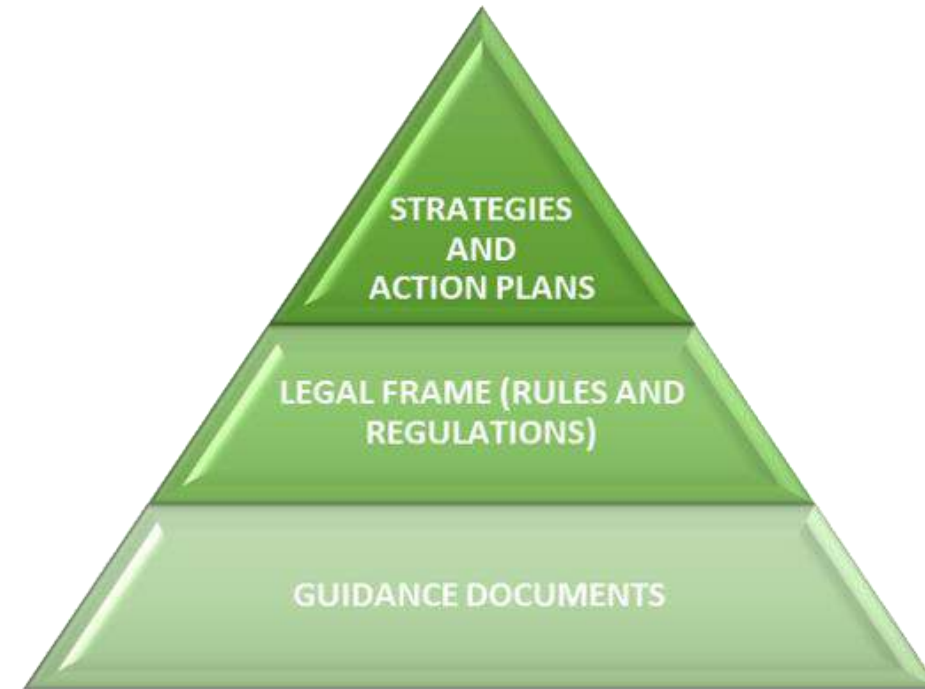 STRATEGIES
AND
ACTION PLANS
LEGAL FRAME (RULES AND
REGULATIONS)
GUIDANCE DOCUMENTS